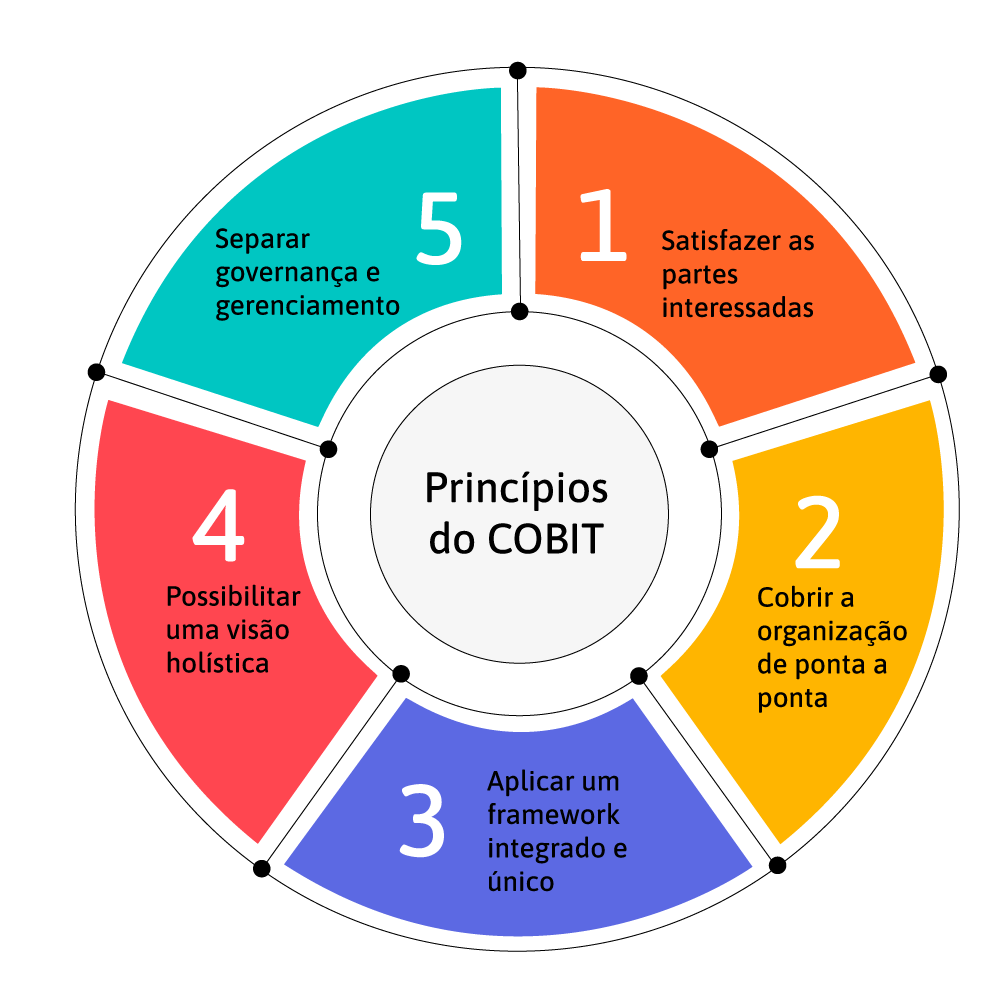 Princípios
do COBIT
1
Satisfazer as
partes
interessadas
2
Cobrir a
organização
de ponta a
ponta
3
Aplicar um
framework
integrado e
único
4
Possibilitar
uma visão
holística
5
Separar
governança e
gerenciamento